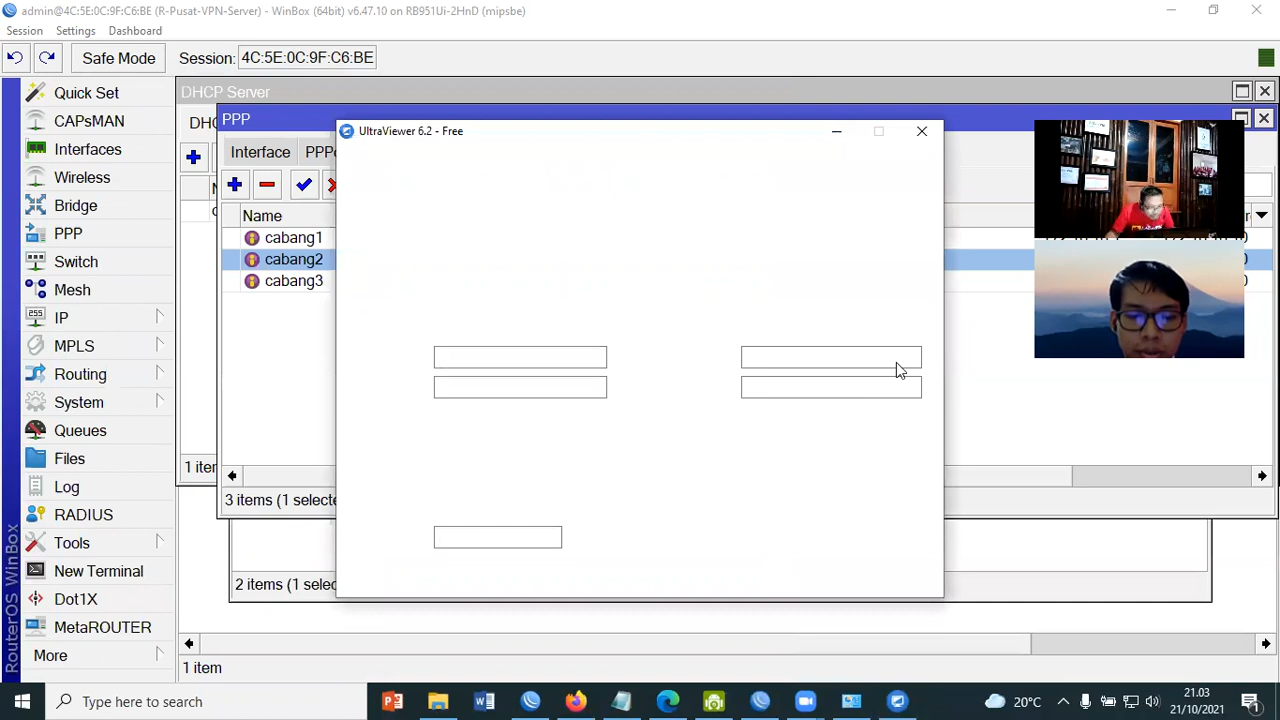 admin@4C:5E:0C:9F:C6:BE (R-Pusat-VPN-Server) - WinBox (64bit) v6.47.10 on RB951Ui-2HnD (mipsbe)
Session Settings Dashboard
Safe Mode Session: 4C:5E:0C:9F:C6:BE
Quick Set
CAPsMAN
Interfaces
Wireless
Bridge
PPP
Switch
Mesh
255
IP
MPLS
Routing
System
Queues
Files
Log
RADIUS
Tools
New Terminal
Dot1X
MetaROUTER
More
RouterOS WinBox
DHCP Server
PPP
Interface
Name
cabang1
cabang2
cabang3
3 items (1 selecte
2 items (1 selec
1 item
UltraViewer 6.2 - Free
Type here to search
20°C
21.03
21/10/2021
1